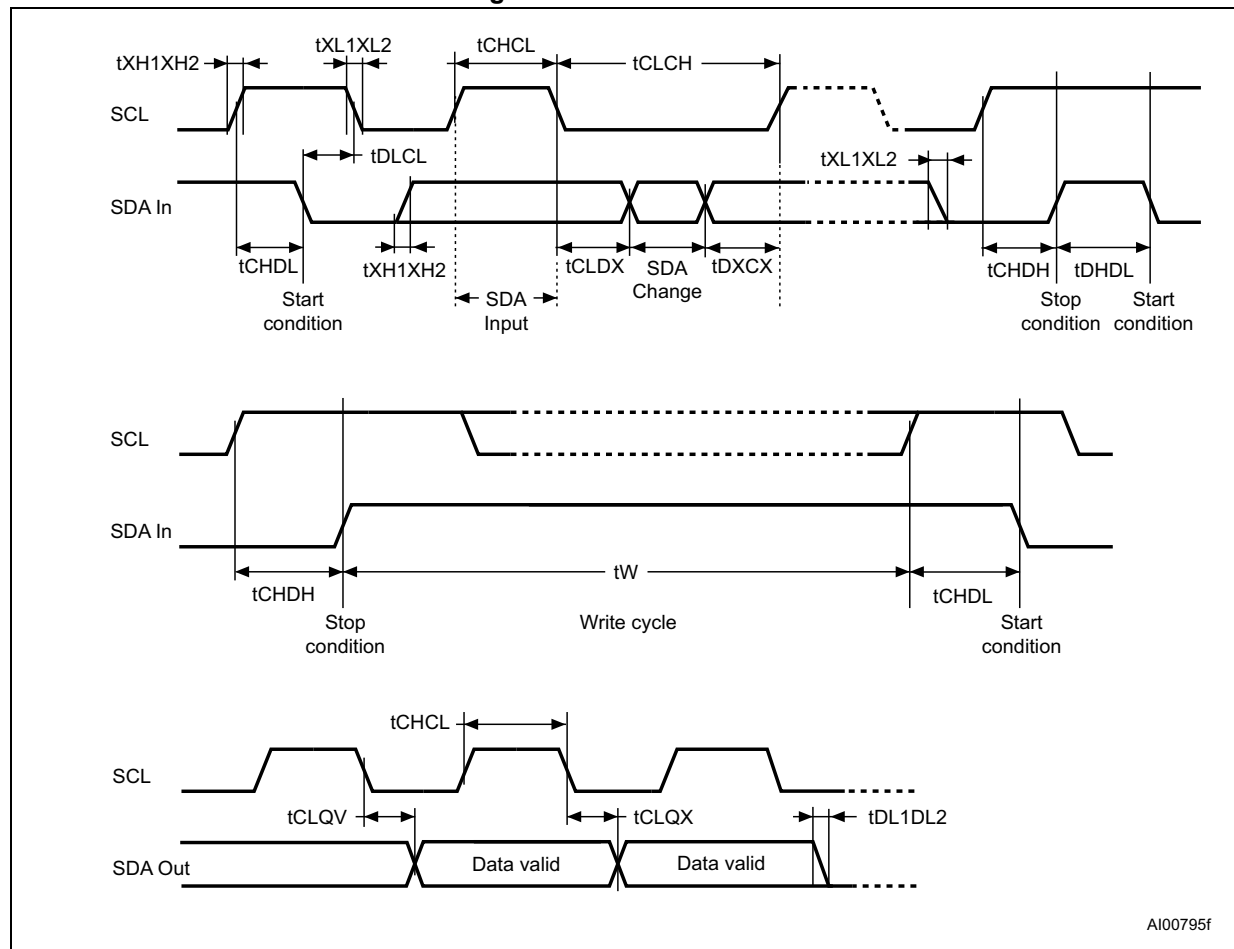 tXH1XH2
tXL1XL2
tCHCL
tCLCH
SCL
tDLCL
tXL1XL2
SDA In
tCHDL
tXH1XH2
tCLDX
SDA
Change
tDXCX
tCHDH
tDHDL
Start
condition
SDA
Input
Stop
condition
Start
condition
SCL
SDA In
tCHDH
tW
tCHDL
Stop
condition
Write cycle
Start
condition
tCHCL
SCL
tCLQV
tCLQX
tDL1DL2
SDA Out
Data valid
Data valid
AI00795f